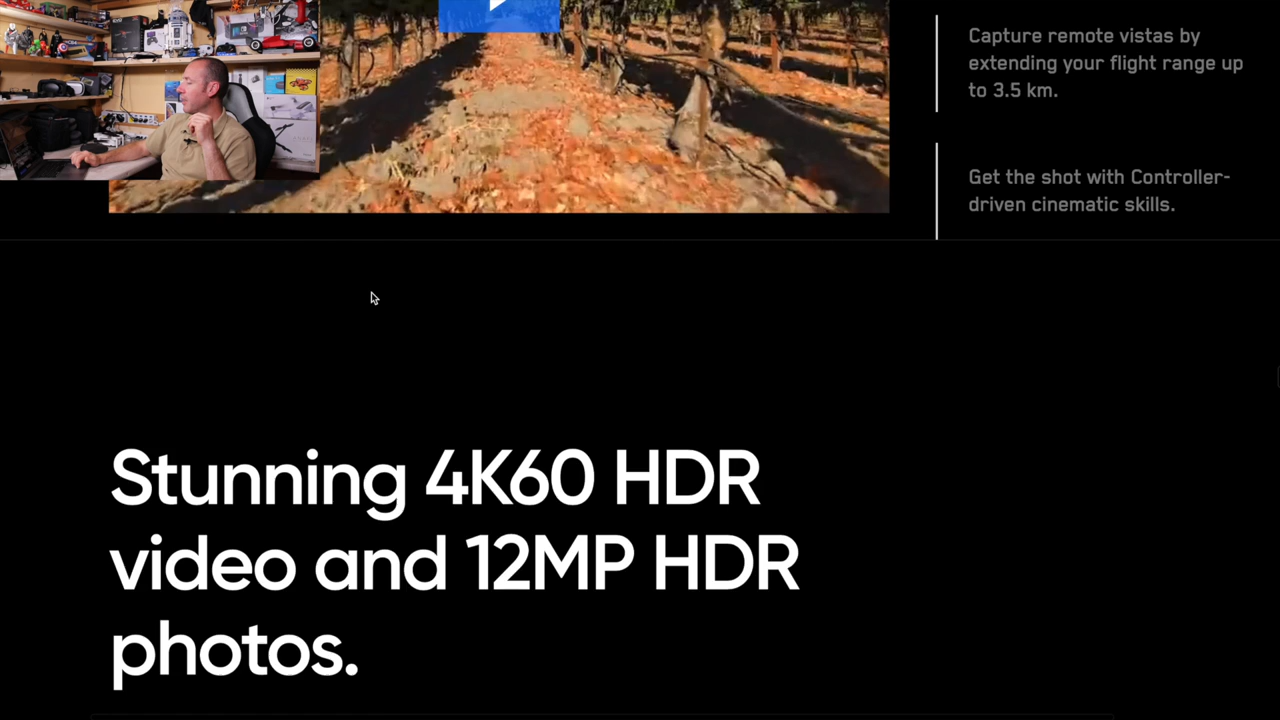 Capture remote vistas by
extending your flight range up
to 3.5 km.
Get the shot with Controller-
driven cinematic skills.
Stunning 4K60 HDR
video and 12MP HDR
photos.